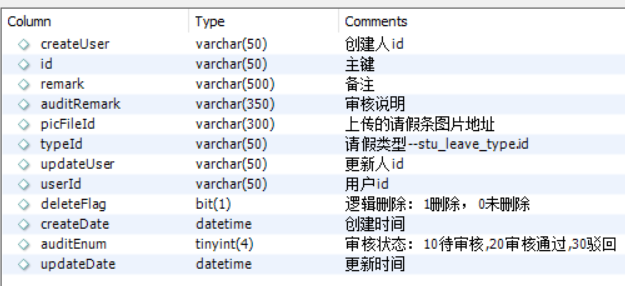 Column Type Comments
createUser varchar(50) 创建人id
id varchar(50) 主键
remark varchar(500) 备注
auditRemark varchar(350) 审核说明
picFileId varchar(300) 上传的请假条图片地址
typeId varchar(50) 请假类型--stu_leave_type.id
updateUser varchar(50) 更新人id
userId varchar(50) 用户id
deleteFlag bit(1) 逻辑删除：1删除，0未删除
createDate datetime 创建时间
auditEnum tinyint(4) 审核状态：10待审核,20审核通过,30驳回
updateDate datetime 更新时间